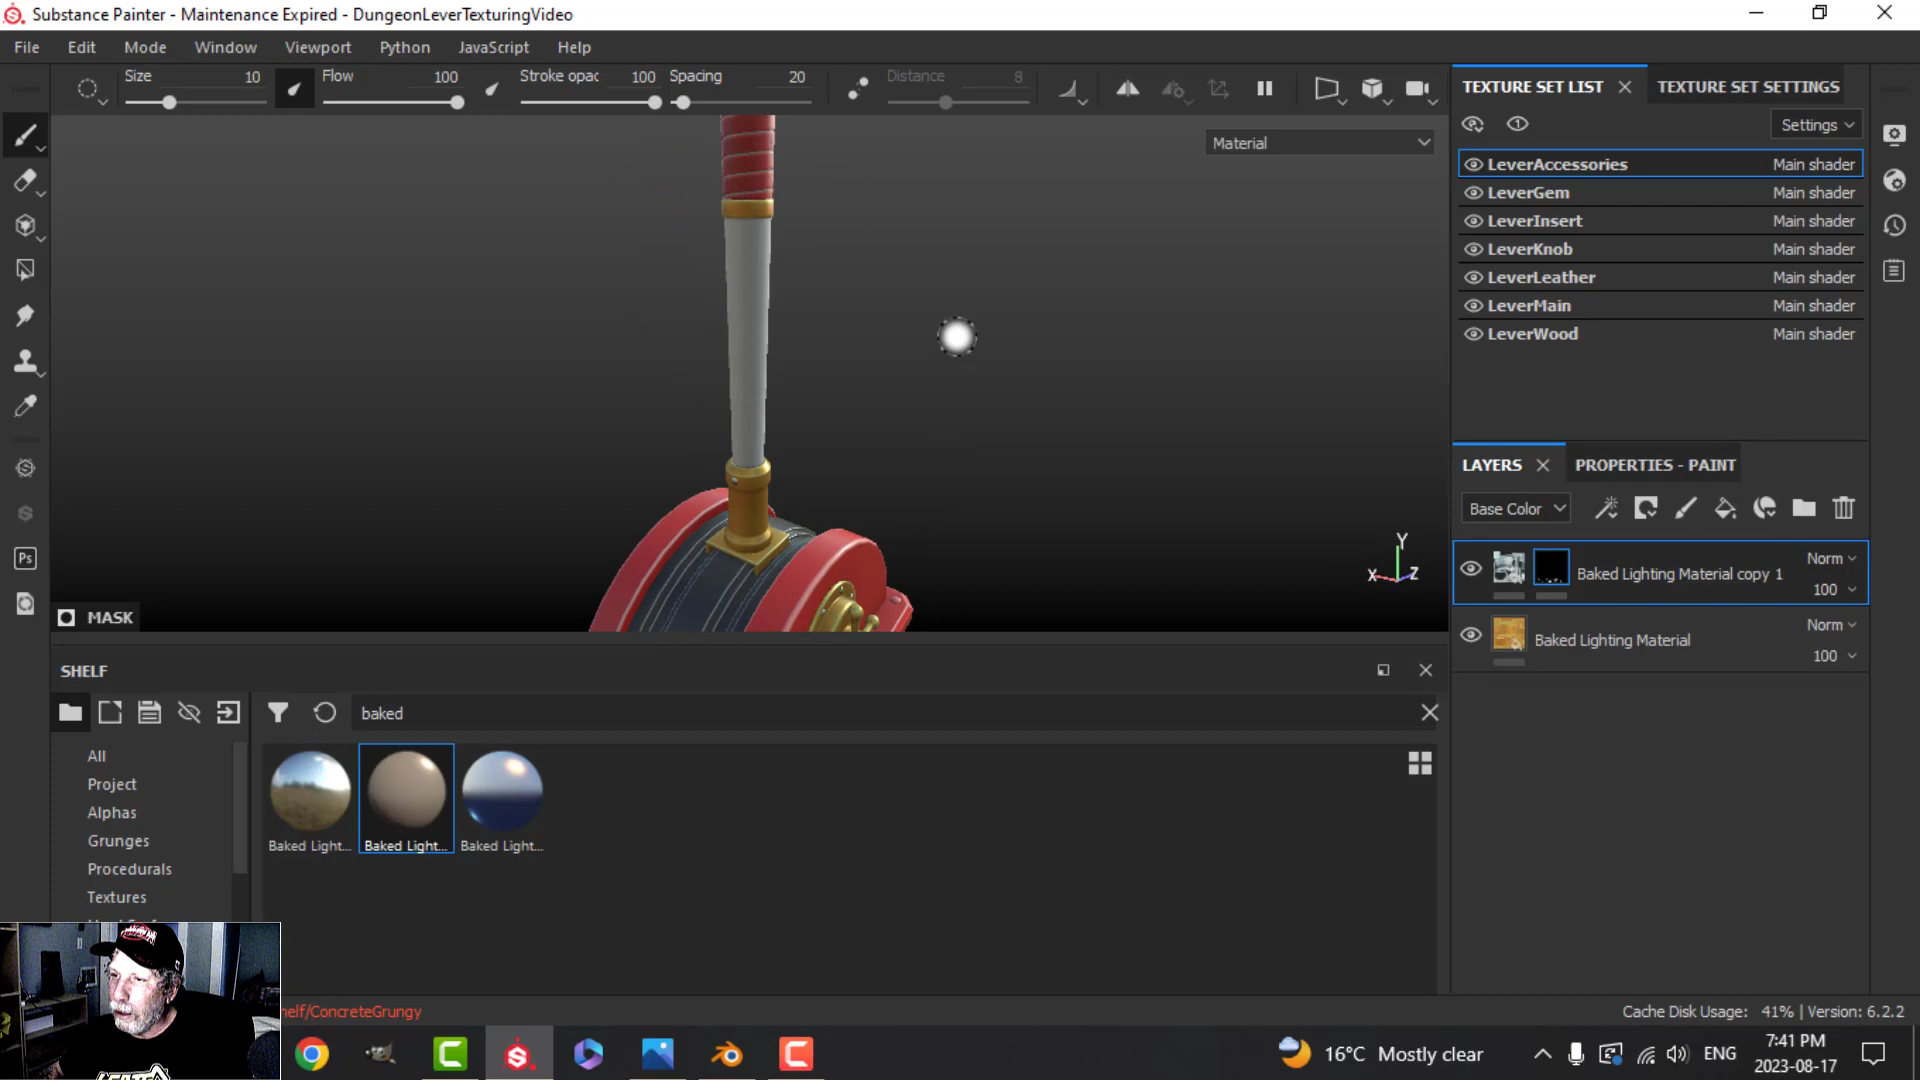 Substance Painter - Maintenance Expired - DungeonLeverTexturingVideo
File Edit Mode Window Viewport Python JavaScript Help
Size 10 Flow 100 Stroke opac 100 Spacing 20 Distance 8
Material
MASK
Y
X Z
TEXTURE SET LIST TEXTURE SET SETTINGS
Settings
LeverAccessories Main shader
LeverGem Main shader
LeverInsert Main shader
LeverKnob Main shader
LeverLeather Main shader
LeverMain Main shader
LeverWood Main shader
LAYERS PROPERTIES - PAINT
Base Color
Norm
Baked Lighting Material copy 1
100
Norm
Baked Lighting Material
100
SHELF
baked
All
Project
Alphas
Grunges
Procedurals
Textures
Baked Light... Baked Light... Baked Light...
helf/ConcreteGrungy
Cache Disk Usage: 41% | Version: 6.2.2
Ps
16°C Mostly clear
ENG
7:41 PM
2023-08-17